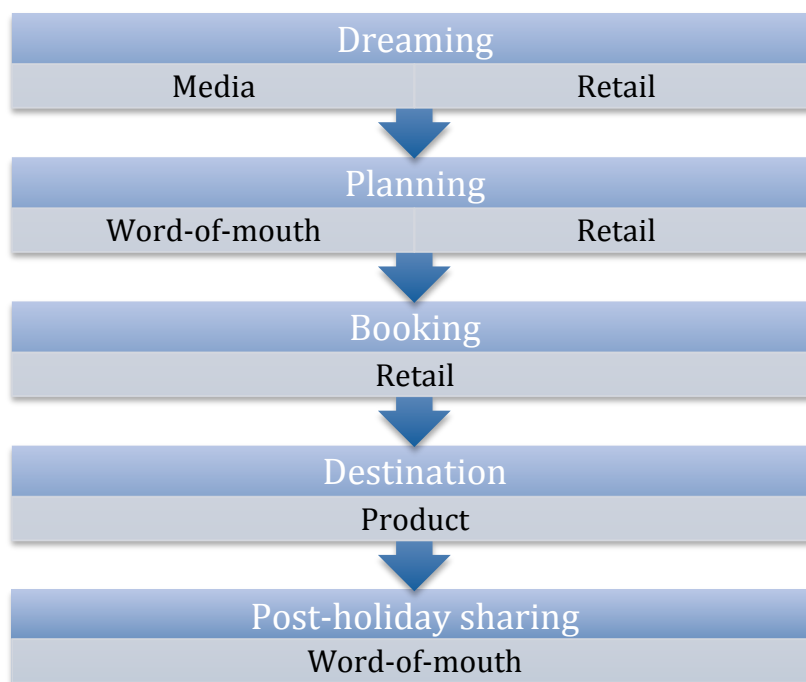 Dreaming
Media Retail
Planning
Word-of-mouth Retail
Booking
Retail
Destination
Product
Post-holiday sharing
Word-of-mouth